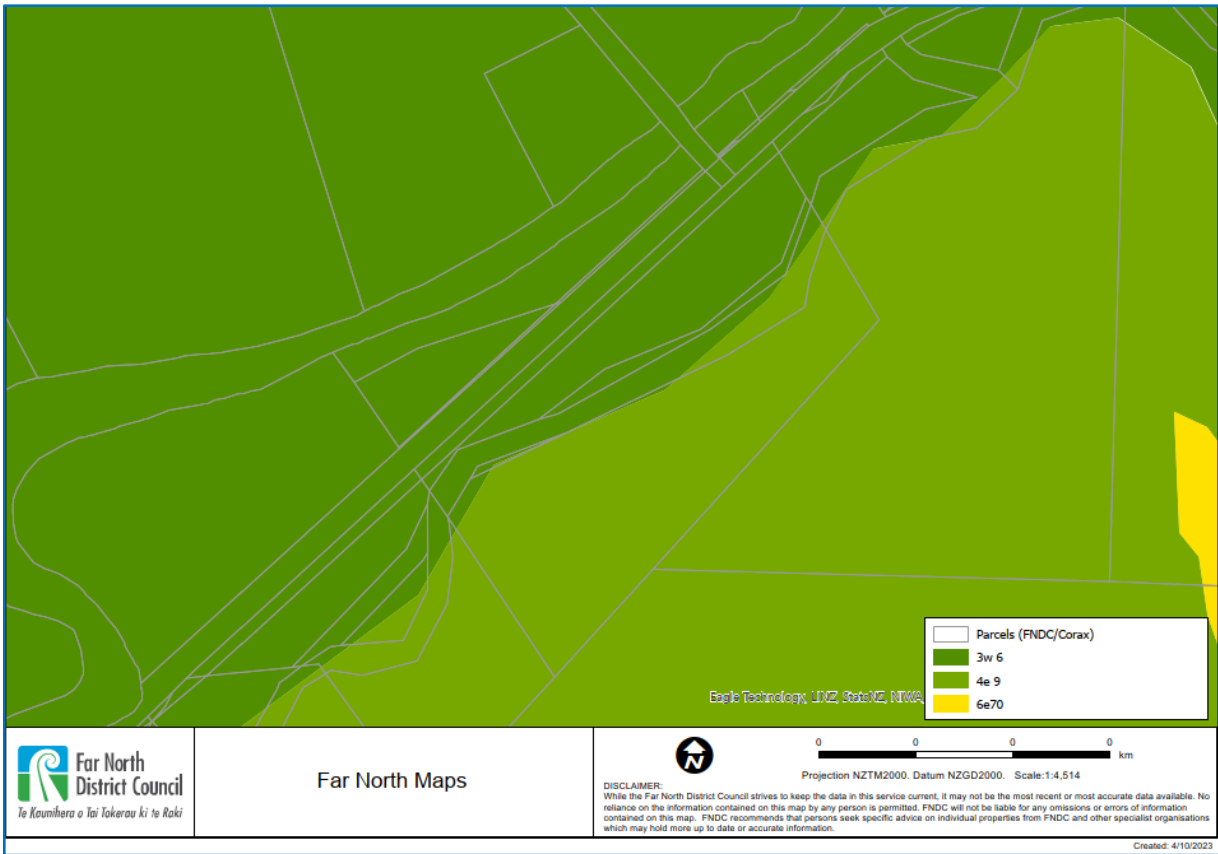 Parcels (FNDC/Corax)
3w 6
4e 9
6e70
Eagle Technology, LINZ, StatsNZ, NIWA,
Far North
District Council
Te Kaunihera o Tai Tokerau ki te Raki
Far North Maps
N
0 0 0 0
km
Projection NZTM2000. Datum NZGD2000. Scale:1:4,514
DISCLAIMER:
While the Far North District Council strives to keep the data in this service current, it may not be the most recent or most accurate data available. No
reliance on the information contained on this map by any person is permitted. FNDC will not be liable for any omissions or errors of information
contained on this map. FNDC recommends that persons seek specific advice on individual properties from FNDC and other specialist organisations
which may hold more up to date or accurate information.
Created: 4/10/2023